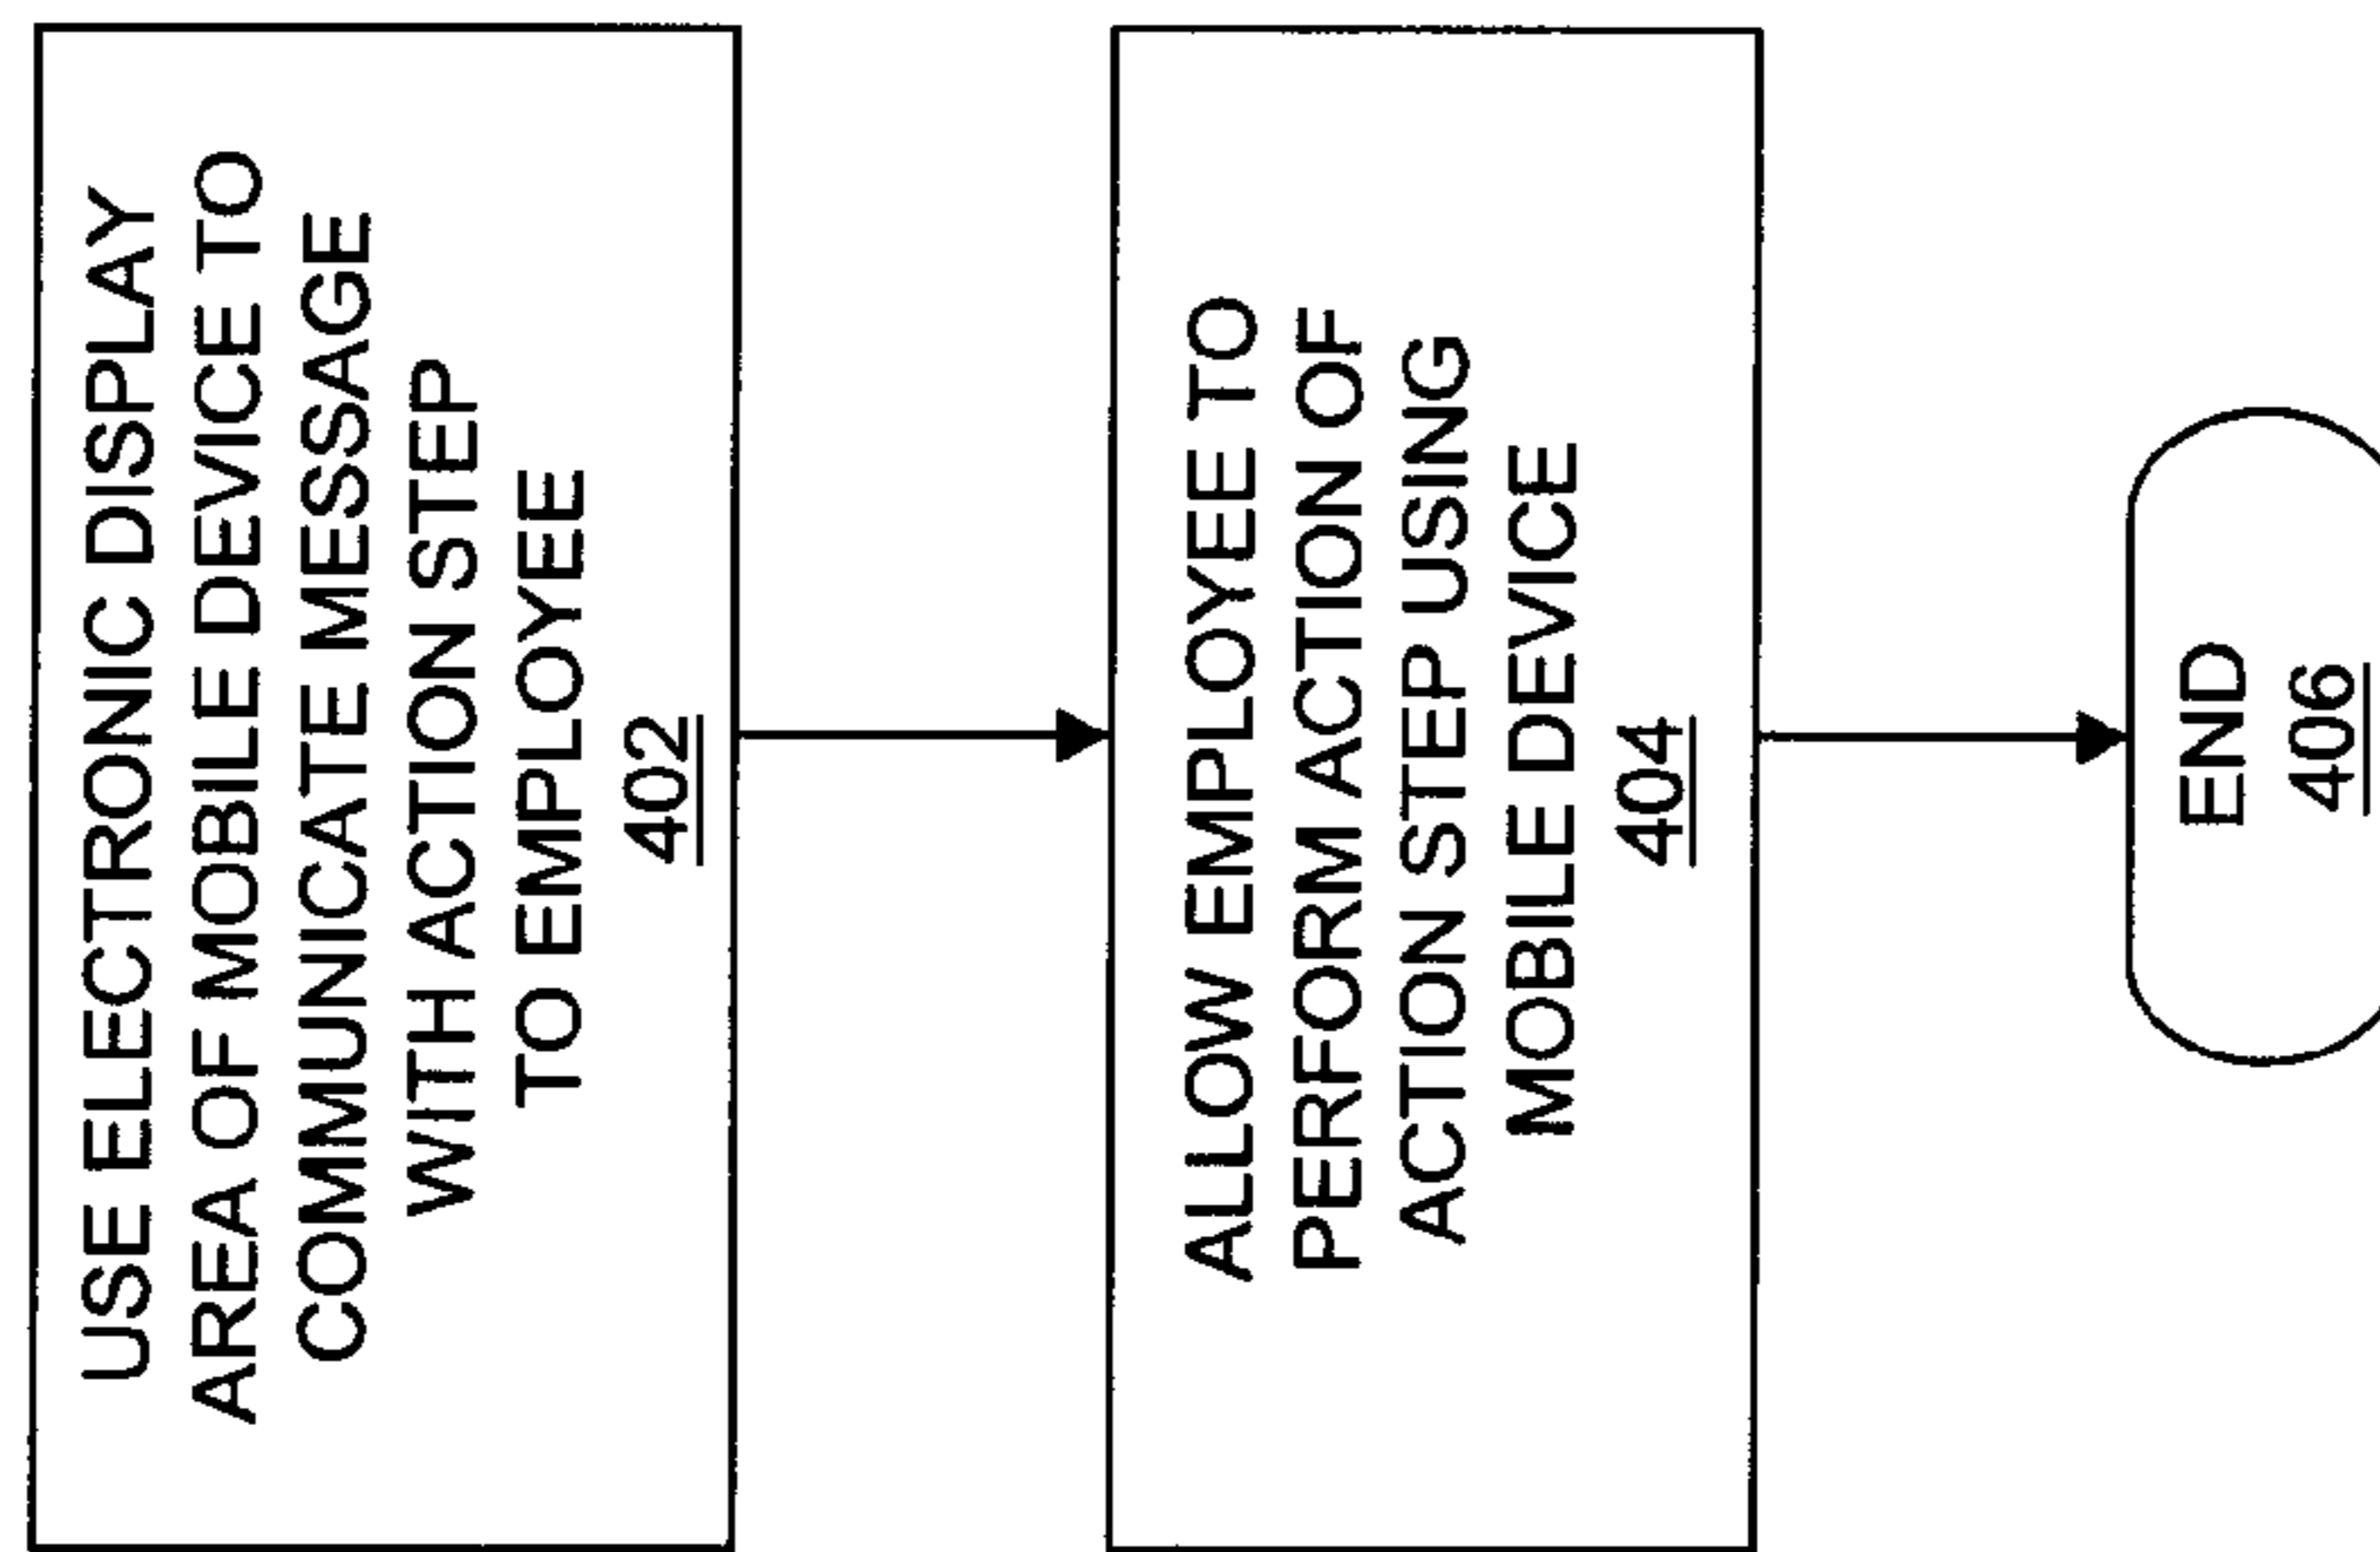 USE ELECTRONIC DISPLAY
AREA OF MOBILE DEVICE TO
COMMUNICATE MESSAGE
WITH ACTION STEP
TO EMPLOYEE
402
ALLOW EMPLOYEE TO
PERFORM ACTION OF
ACTION STEP USING
MOBILE DEVICE
404
END
406